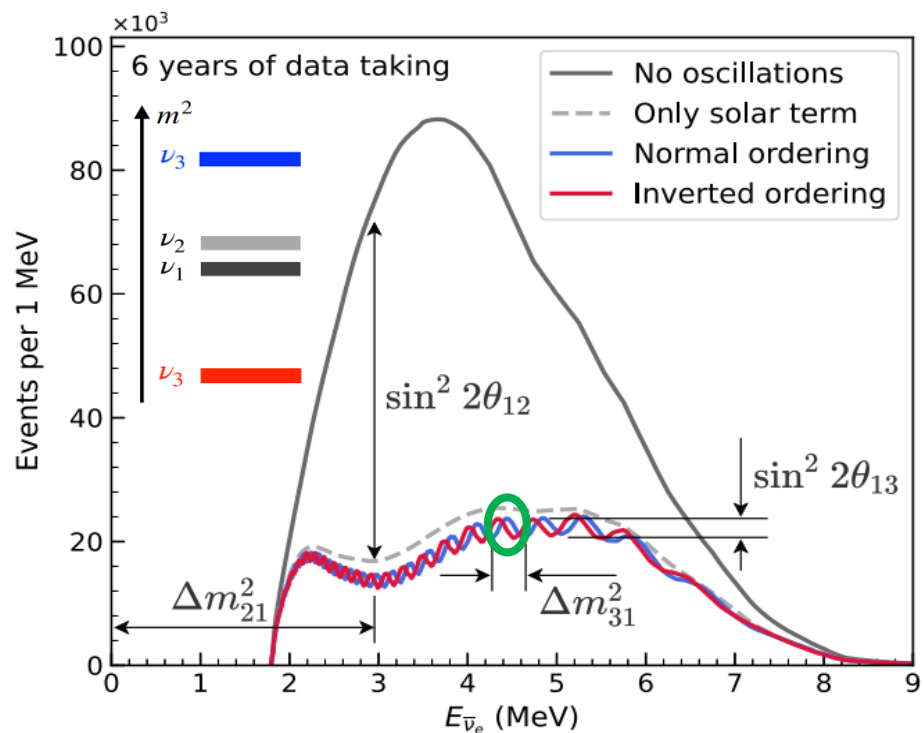 ×10³
100
80
60
40
20
0
Events per 1 MeV
6 years of data taking
m²
ν₃
ν₂
ν₁
ν₃
No oscillations
Only solar term
Normal ordering
Inverted ordering
sin² 2θ₁₂
sin² 2θ₁₃
Δm²₂₁
Δm²₃₁
0 1 2 3 4 5 6 7 8 9
E_ν̅ₑ (MeV)